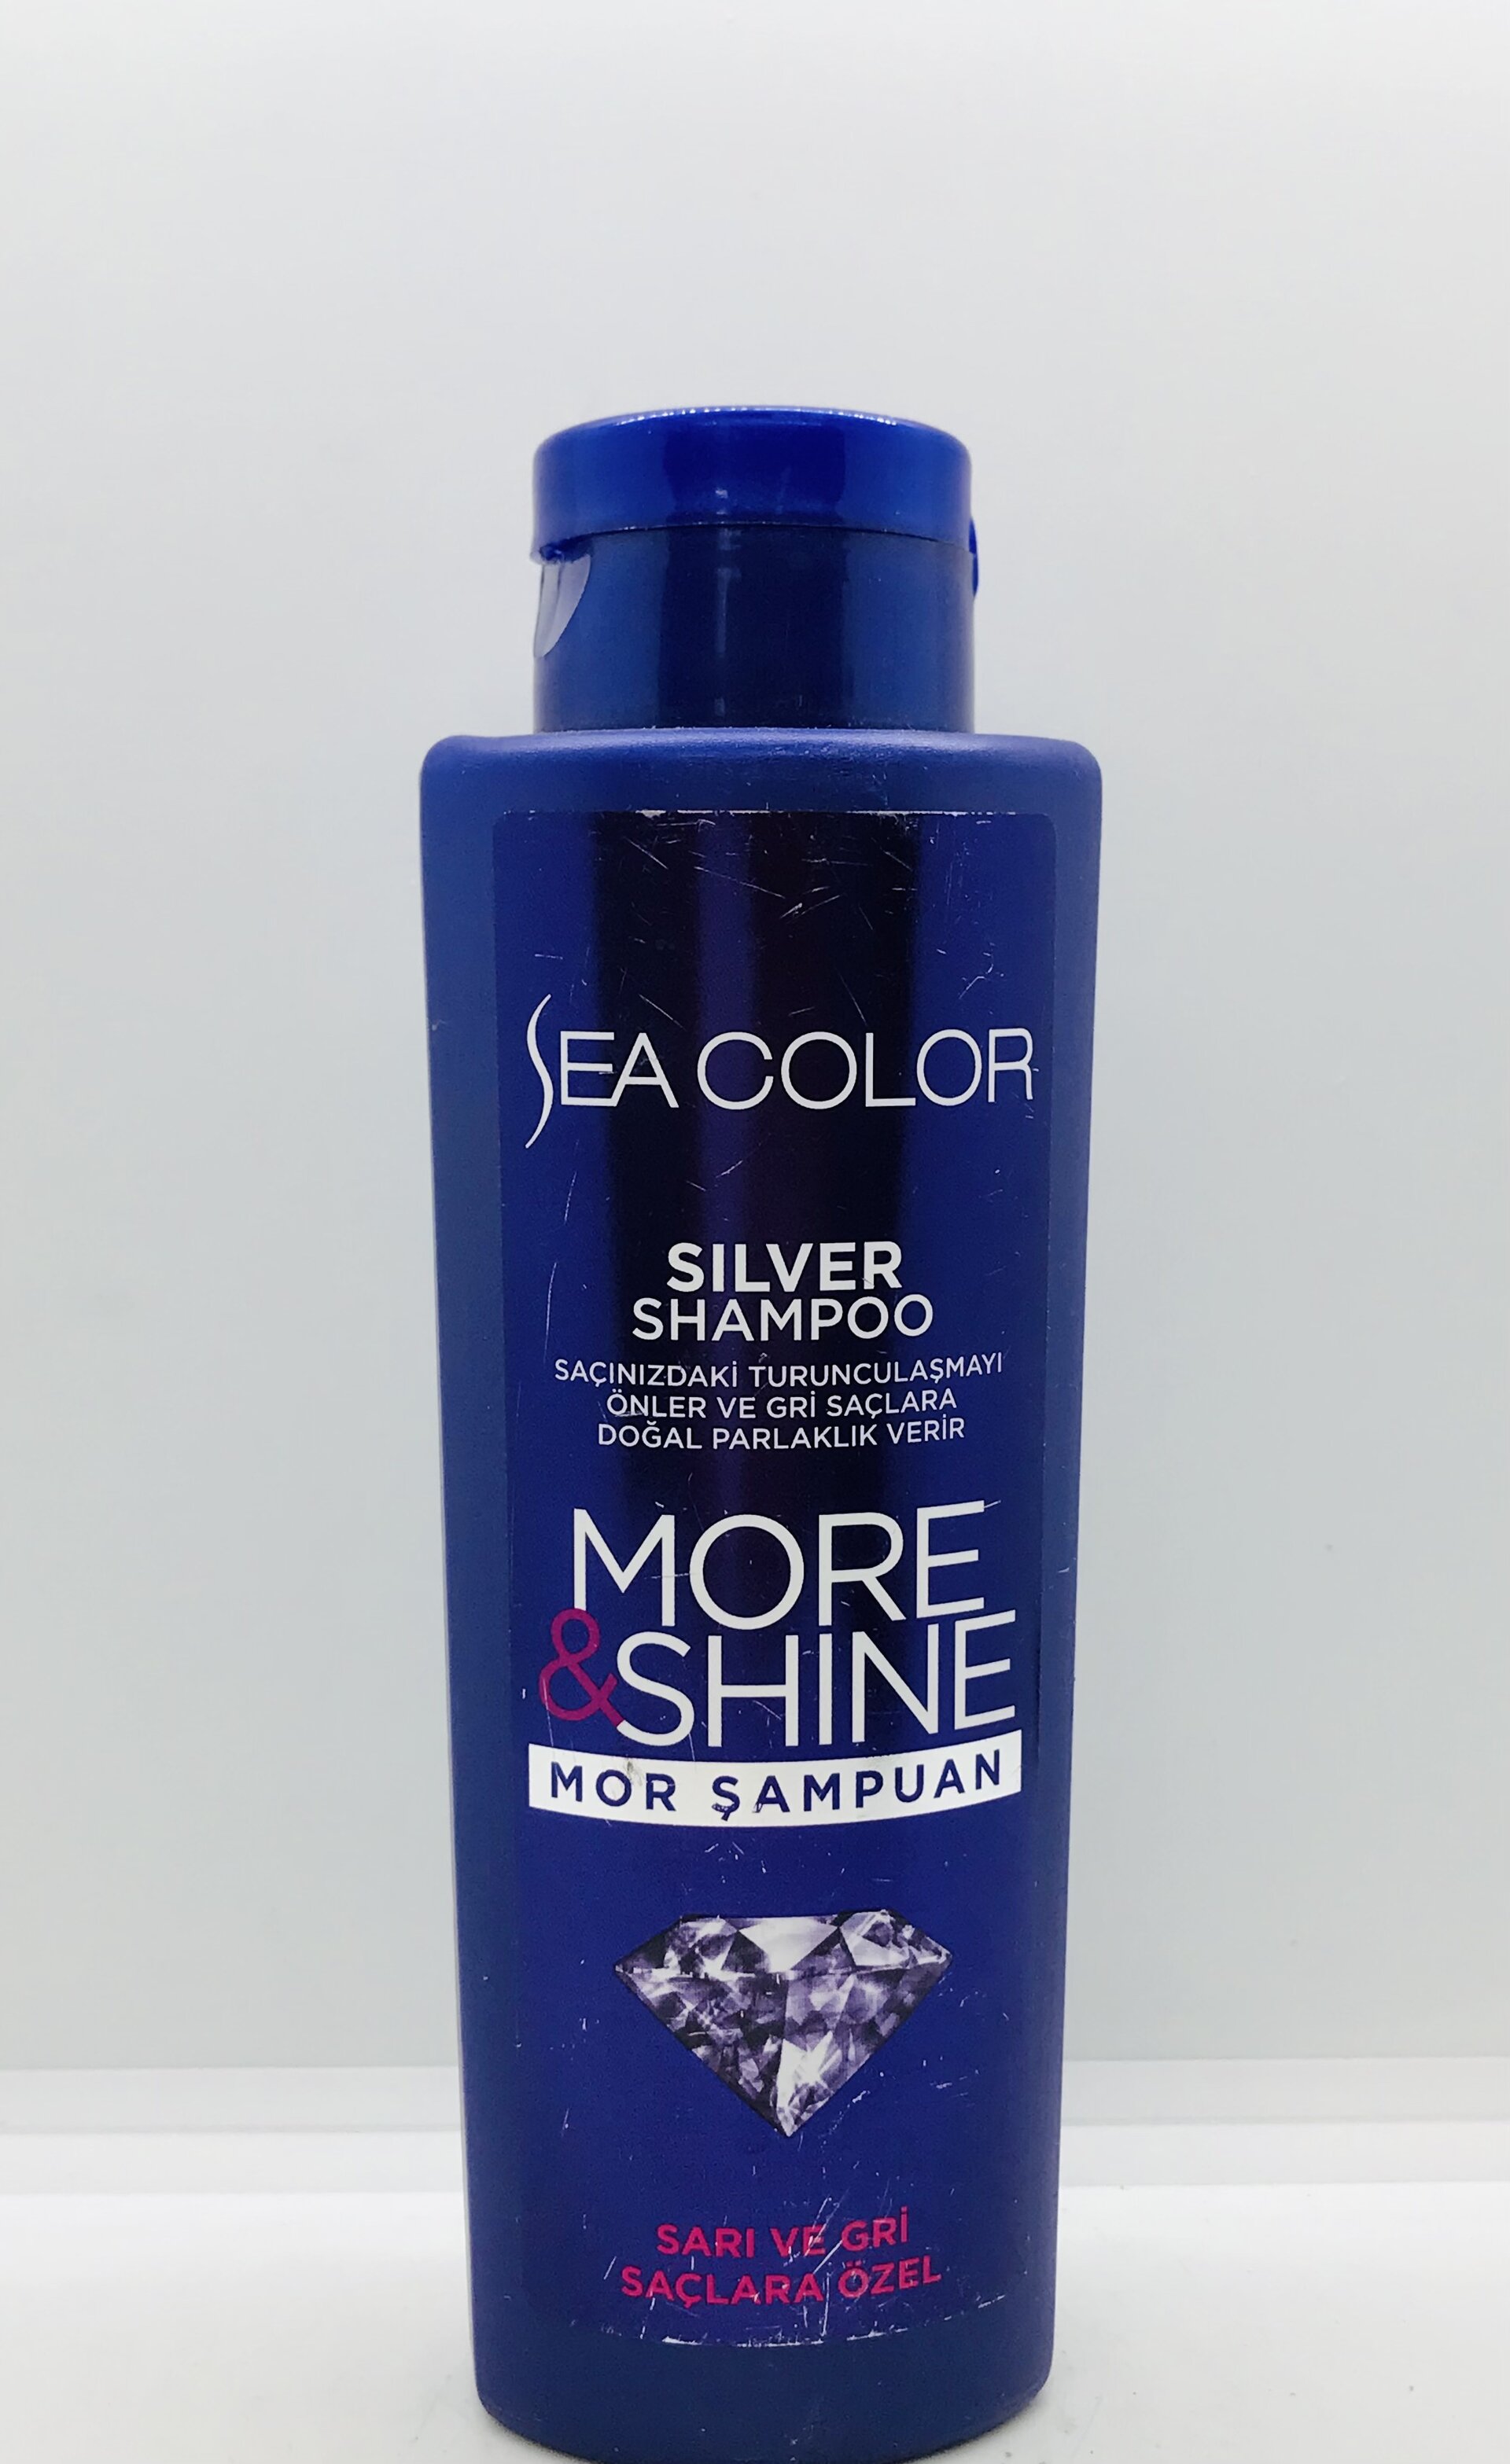 SEA COLOR
SILVER
SHAMPOO
SAÇINIZDAKİ TURUNCULAŞMAYI
ÖNLER VE GRİ SAÇLARA
DOĞAL PARLAKLIK VERİR
MORE
&SHINE
MOR ŞAMPUAN
SARI VE GRİ
SAÇLARA ÖZEL